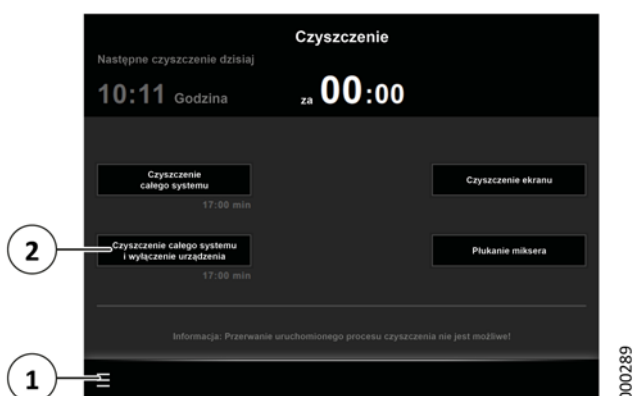 Czyszczenie
Następne czyszczenie dzisiaj
10:11 Godzina za 00:00
Czyszczenie
całego systemu
17:00 min
Czyszczenie ekranu
2
Czyszczenie całego systemu
i wyłączenie urządzenia
17:00 min
Płukanie miksera
Informacja: Przerwanie uruchomionego procesu czyszczenia nie jest możliwe!
1
000289